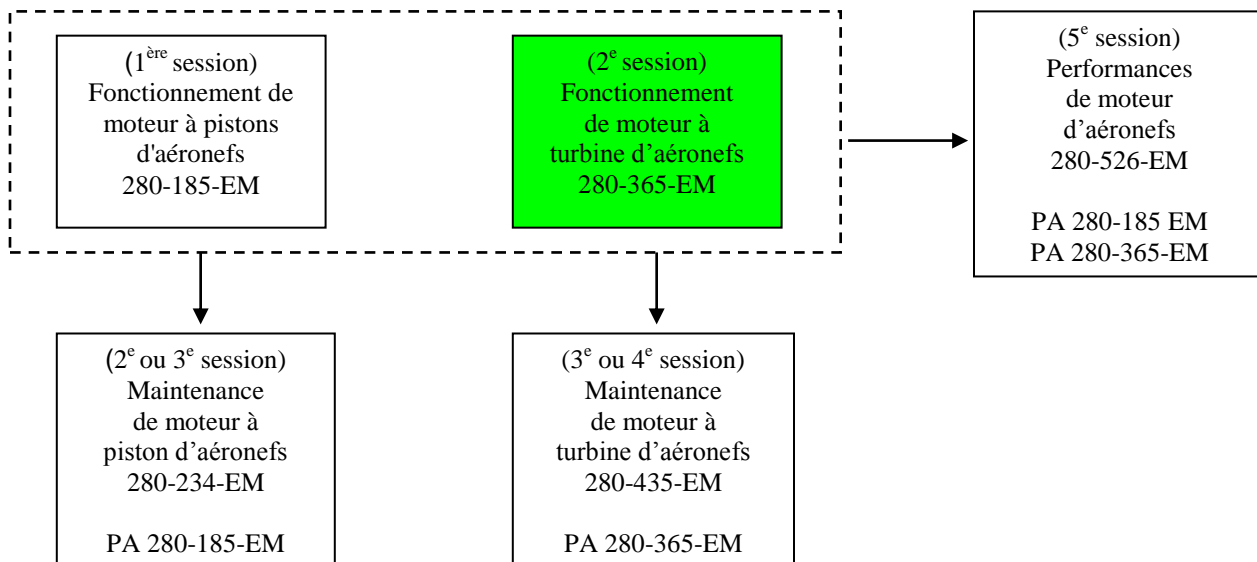 (1ère session)
Fonctionnement de
moteur à pistons
d'aéronefs
280-185-EM
(2e session)
Fonctionnement
de moteur à
turbine d’aéronefs
280-365-EM
(5e session)
Performances
de moteur
d’aéronefs
280-526-EM
PA 280-185 EM
PA 280-365-EM
(2e ou 3e session)
Maintenance
de moteur à
piston d’aéronefs
280-234-EM
PA 280-185-EM
(3e ou 4e session)
Maintenance
de moteur à
turbine d’aéronefs
280-435-EM
PA 280-365-EM